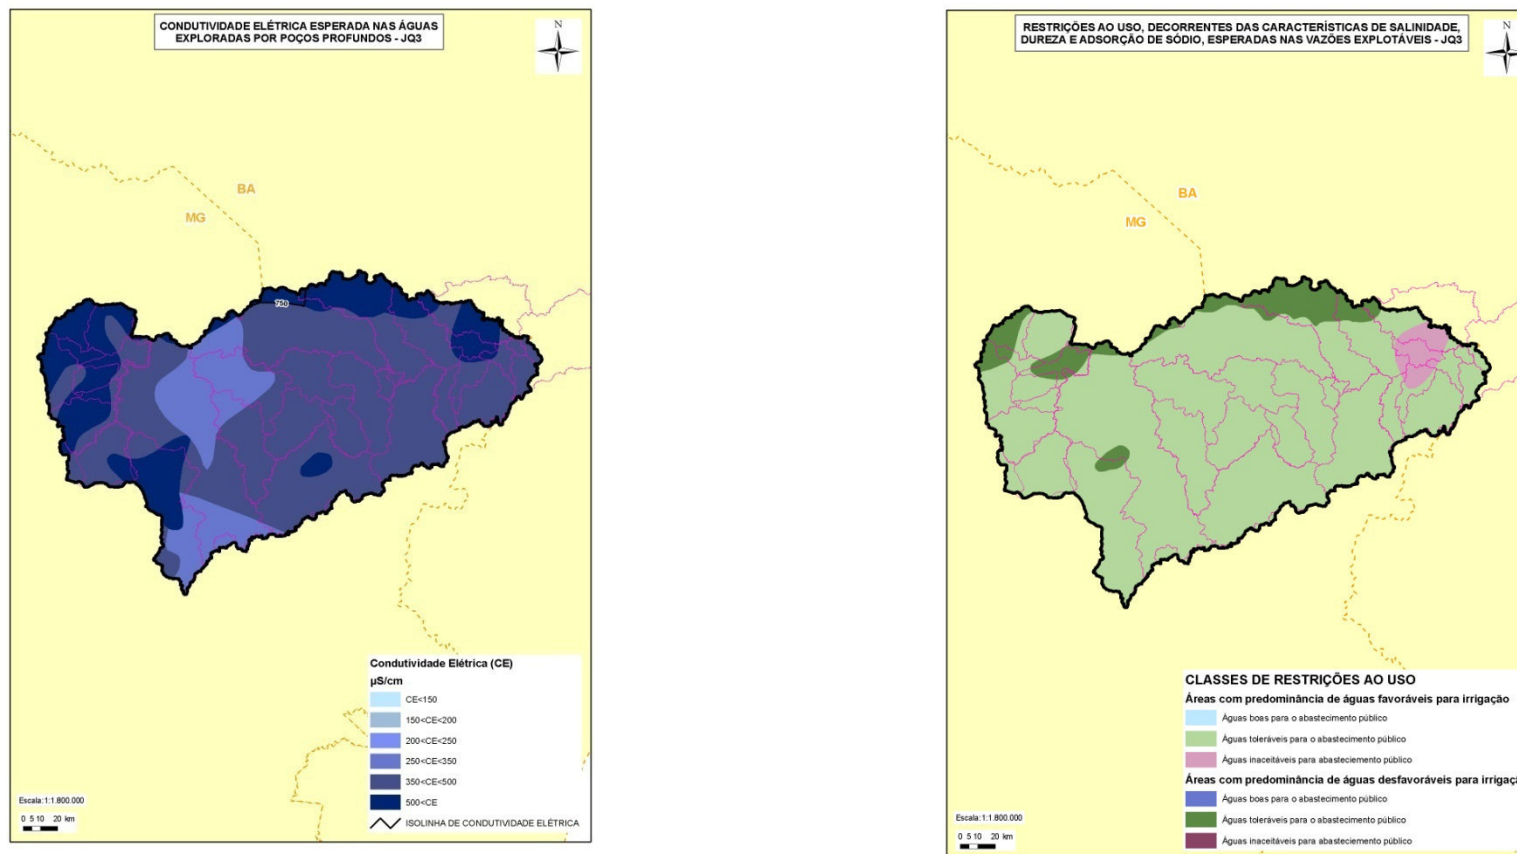 CONDUTIVIDADE ELÉTRICA ESPERADA NAS ÁGUAS
EXPLORADAS POR POÇOS PROFUNDOS - JQ3
N
BA
MG
750
Condutividade Elétrica (CE)
µS/cm
CE<150
150<CE<200
200<CE<250
250<CE<350
350<CE<500
500<CE
ISOLINHA DE CONDUTIVIDADE ELÉTRICA
Escala:1:1.800.000
0 5 10 20 km
RESTRIÇÕES AO USO, DECORRENTES DAS CARACTERÍSTICAS DE SALINIDADE,
DUREZA E ADSORÇÃO DE SÓDIO, ESPERADAS NAS VAZÕES EXPLOTÁVEIS - JQ3
N
BA
MG
CLASSES DE RESTRIÇÕES AO USO
Áreas com predominância de águas favoráveis para irrigação
Águas boas para o abastecimento público
Águas toleráveis para o abastecimento público
Águas inaceitáveis para abastecimento público
Áreas com predominância de águas desfavoráveis para irrigaçã
Águas boas para o abastecimento público
Águas toleráveis para o abastecimento público
Águas inaceitáveis para abastecimento público
Escala:1:1.800.000
0 5 10 20 km